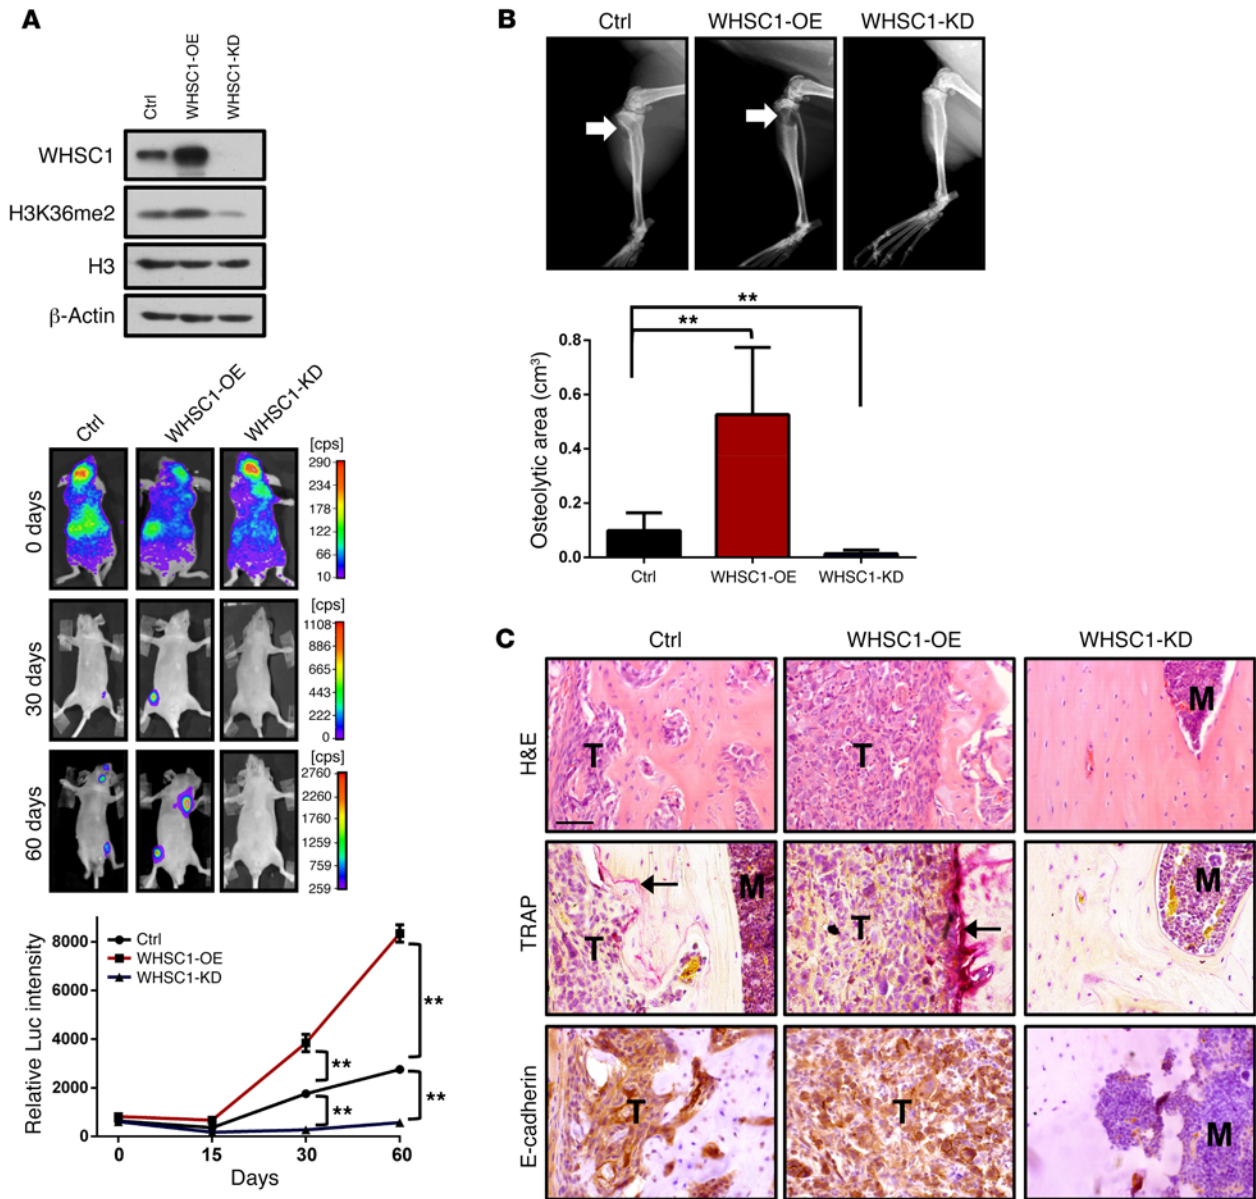 A
Ctrl
WHSC1-OE
WHSC1-KD
WHSC1
H3K36me2
H3
β-Actin
Ctrl
WHSC1-OE
WHSC1-KD
0 days
[cps]
290
234
178
122
66
10
30 days
[cps]
1108
886
665
443
222
0
60 days
[cps]
2760
2260
1759
1259
759
259
Relative Luc intensity
8000
6000
4000
2000
0
Ctrl
WHSC1-OE
WHSC1-KD
**
**
**
**
0 15 30 60
Days
B
Ctrl WHSC1-OE WHSC1-KD
**
**
Osteolytic area (cm³)
0.8
0.6
0.4
0.2
0.0
Ctrl WHSC1-OE WHSC1-KD
C
Ctrl WHSC1-OE WHSC1-KD
H&E
T T M
TRAP
T M T M
E-cadherin
T T M